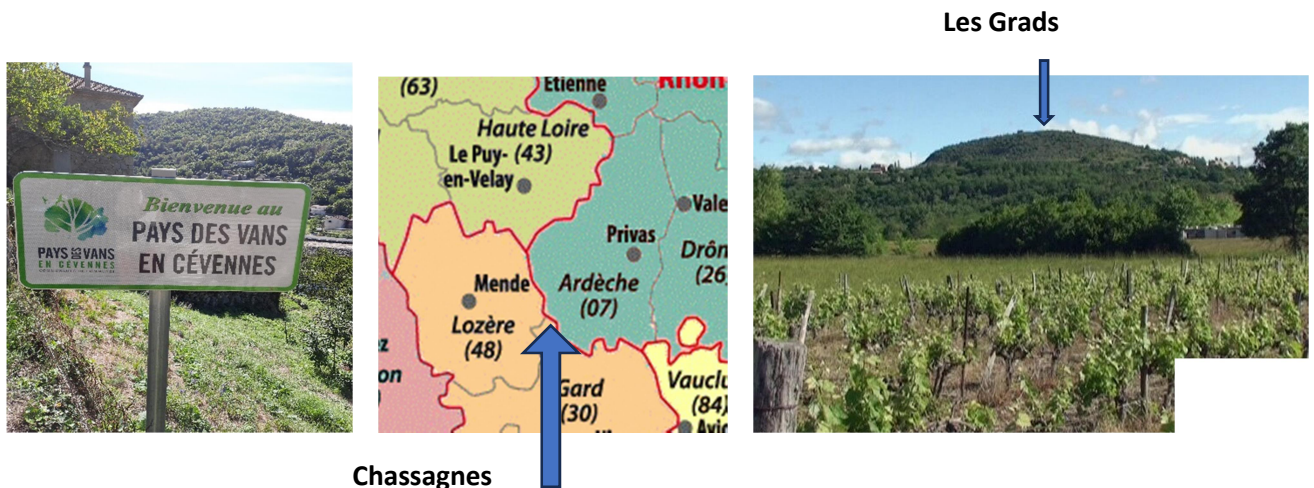 Les Grads
Bienvenue au
PAYS DES VANS
EN CÉVENNES
PAYS DES VANS
EN CÉVENNES
(63)
Etienne
Rhôn
Haute Loire
(43)
Le Puy-
en-Velay
Vale
Privas
Drôn
(26)
Mende
Ardèche
(07)
Lozère
(48)
on
Gard
(30)
Vauclu
(84)
Avig
Chassagnes